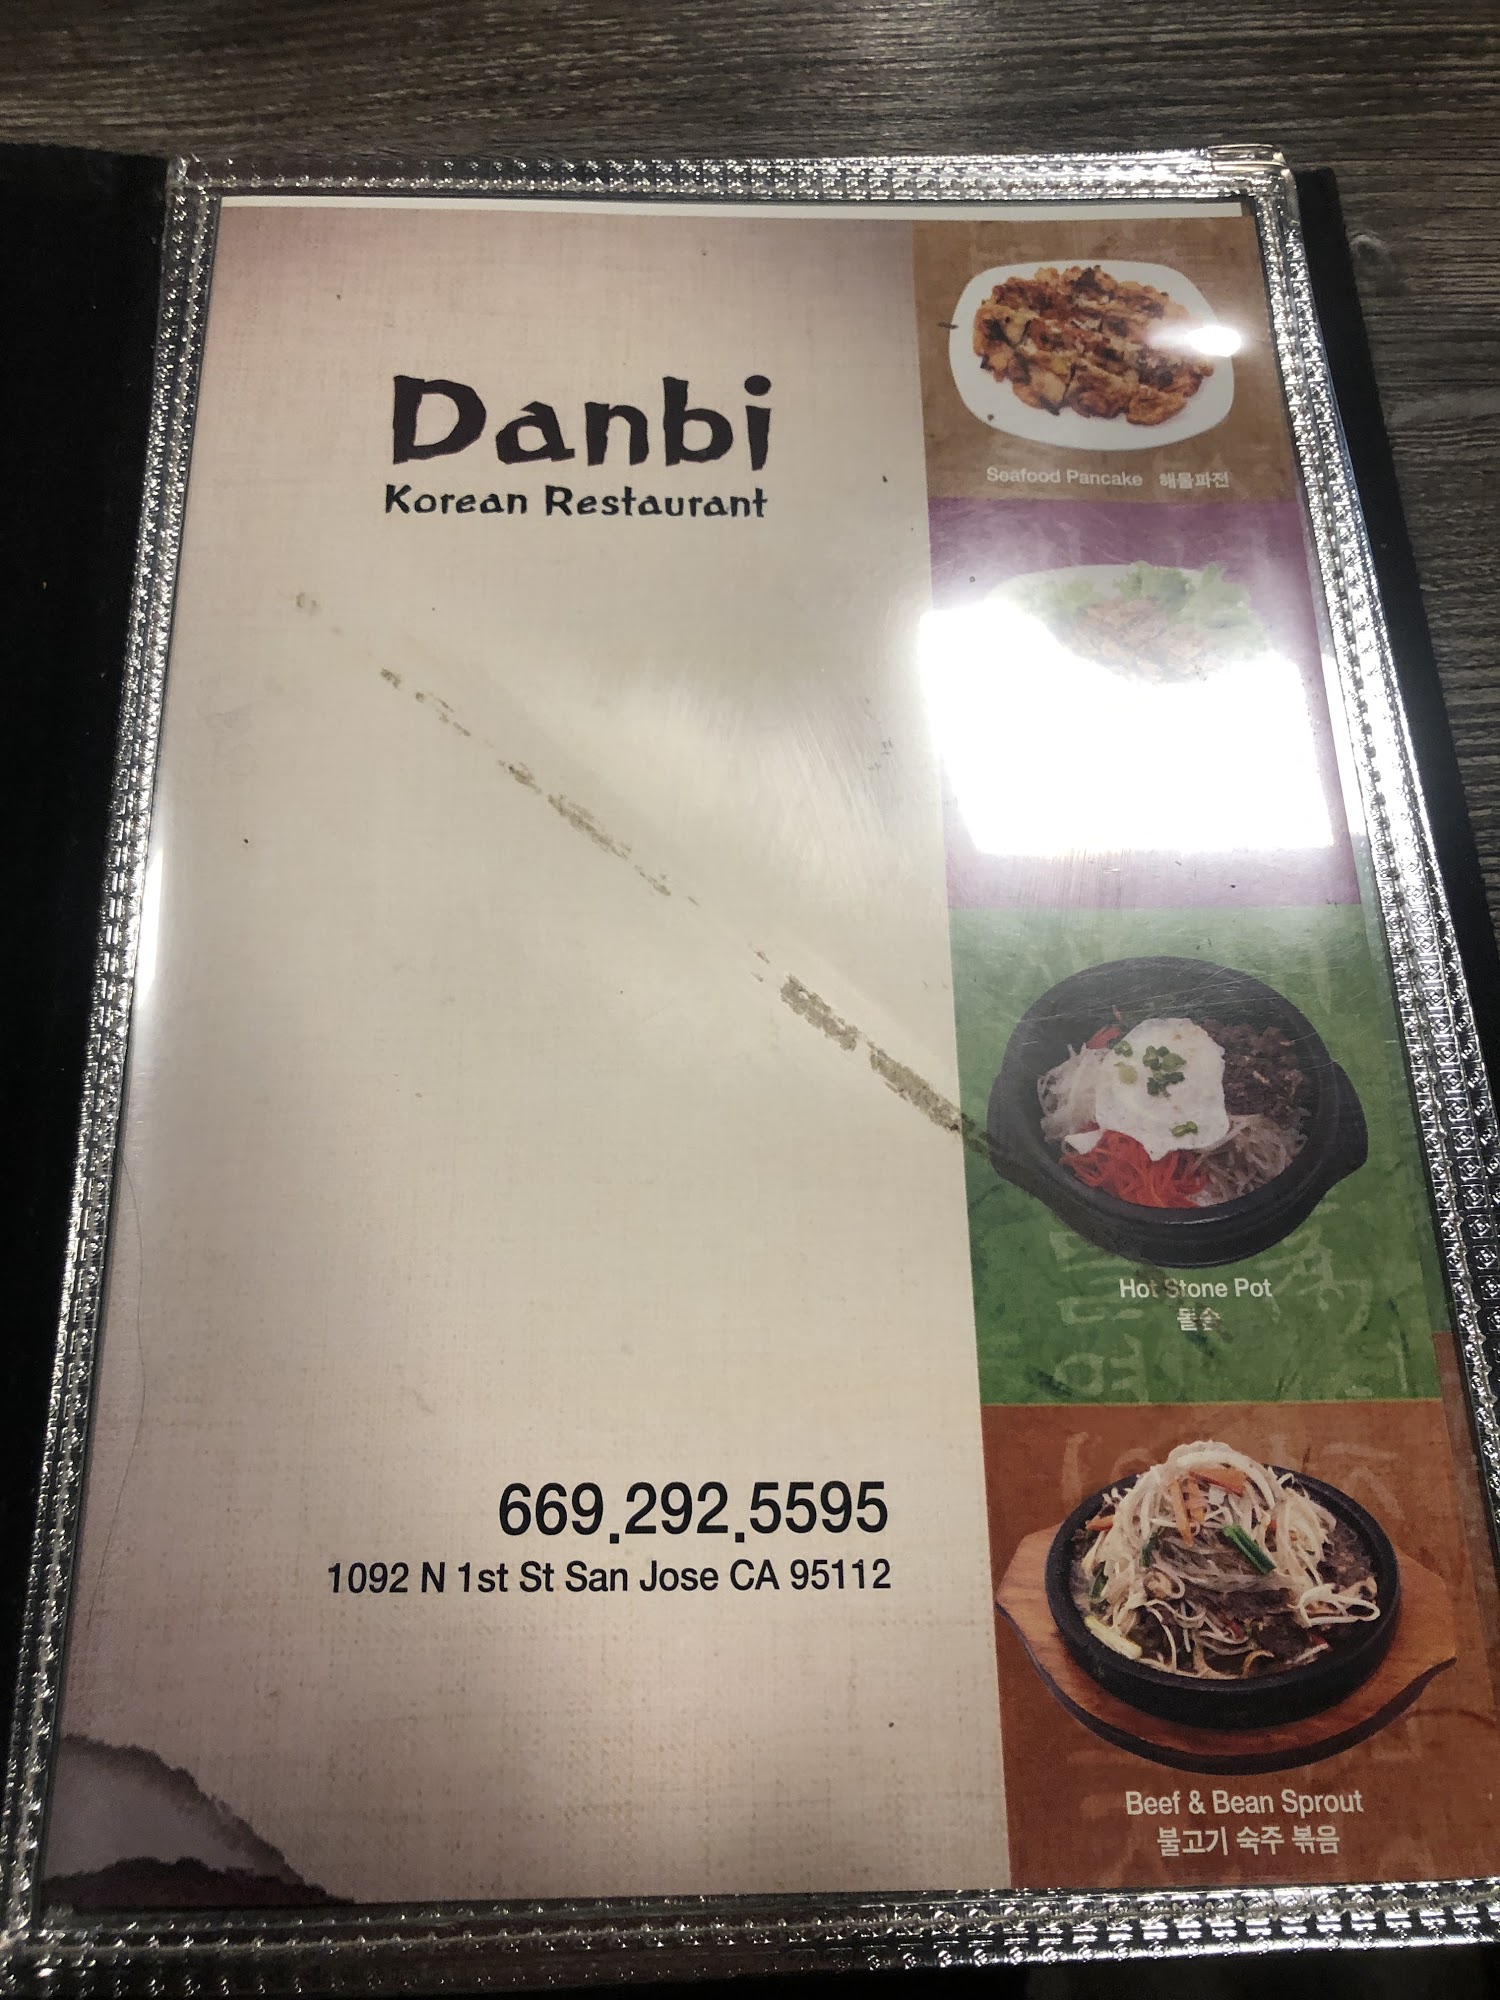 Danbi
Korean Restaurant
Seafood Pancake 해물파전
Hot Stone Pot
돌솥
Beef & Bean Sprout
불고기 숙주 볶음
669.292.5595
1092 N 1st St San Jose CA 95112